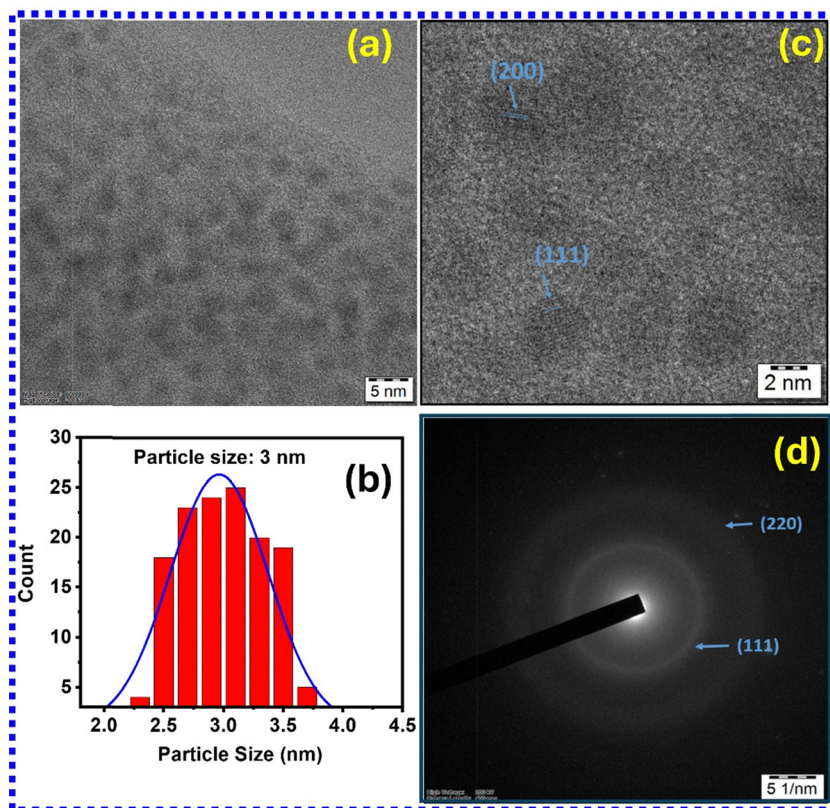 (a)
5 nm
(c)
(200)
(111)
2 nm
(b)
Particle size: 3 nm
30
25
20
15
10
5
Count
2.0 2.5 3.0 3.5 4.0 4.5
Particle Size (nm)
(d)
(220)
(111)
5 1/nm